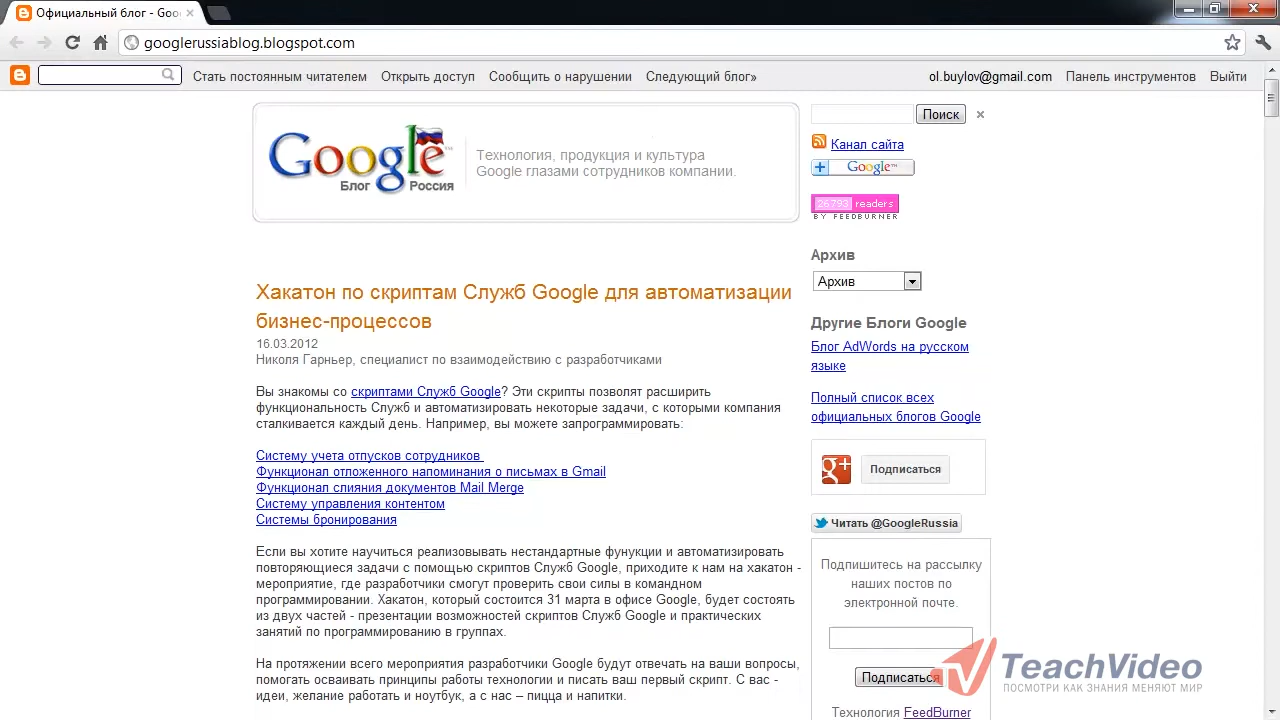 Официальный блог - Goo
googlerussiablog.blogspot.com
Стать постоянным читателем Открыть доступ Сообщить о нарушении Следующий блог» ol.buylov@gmail.com Панель инструментов Выйти
Google™
Блог Россия
Технология, продукция и культура
Google глазами сотрудников компании.
Хакатон по скриптам Служб Google для автоматизации
бизнес-процессов
16.03.2012
Николя Гарньер, специалист по взаимодействию с разработчиками
Вы знакомы со скриптами Служб Google? Эти скрипты позволят расширить
функциональность Служб и автоматизировать некоторые задачи, с которыми компания
сталкивается каждый день. Например, вы можете запрограммировать:
Систему учета отпусков сотрудников
Функционал отложенного напоминания о письмах в Gmail
Функционал слияния документов Mail Merge
Систему управления контентом
Системы бронирования
Если вы хотите научиться реализовывать нестандартные фунукции и автоматизировать
повторяющиеся задачи с помощью скриптов Служб Google, приходите к нам на хакатон -
мероприятие, где разработчики смогут проверить свои силы в командном
программировании. Хакатон, который состоится 31 марта в офисе Google, будет состоять
из двух частей - презентации возможностей скриптов Служб Google и практических
занятий по программированию в группах.
На протяжении всего мероприятия разработчики Google будут отвечать на ваши вопросы,
помогать осваивать принципы работы технологии и писать ваш первый скрипт. С вас -
идеи, желание работать и ноутбук, а с нас – пицца и напитки.
Поиск
Канал сайта
Google™
26793 readers
BY FEEDBURNER
Архив
Архив
Другие Блоги Google
Блог AdWords на русском
языке
Полный список всех
официальных блогов Google
g+ Подписаться
Читать @GoogleRussia
Подпишитесь на рассылку
наших постов по
электронной почте.
Подписаться
Технология FeedBurner
TV TeachVideo
ПОСМОТРИ КАК ЗНАНИЯ МЕНЯЮТ МИР